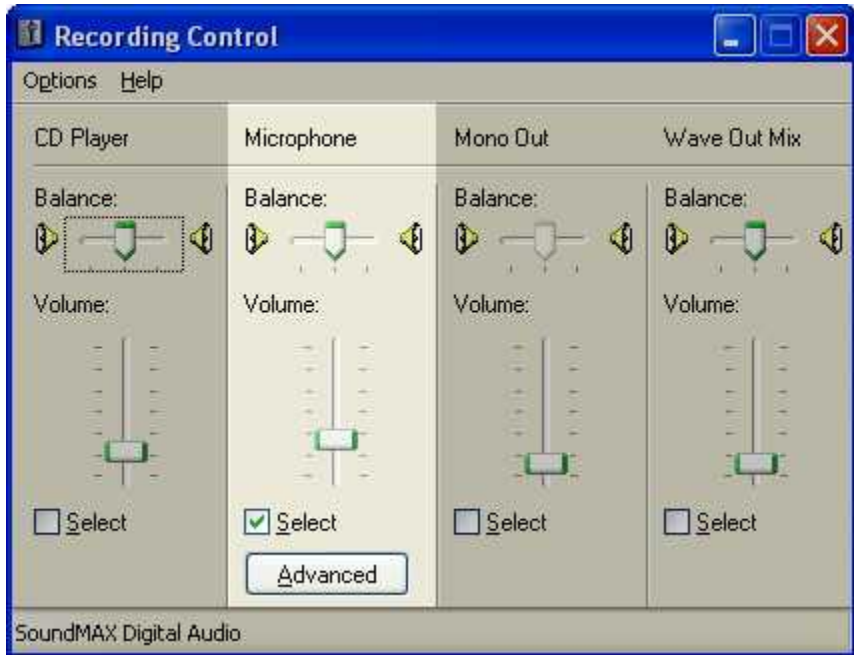 Recording Control
Options Help
CD Player Microphone Mono Out Wave Out Mix
Balance: Balance: Balance: Balance:
Volume: Volume: Volume: Volume:
Select Select Select Select
Advanced
SoundMAX Digital Audio